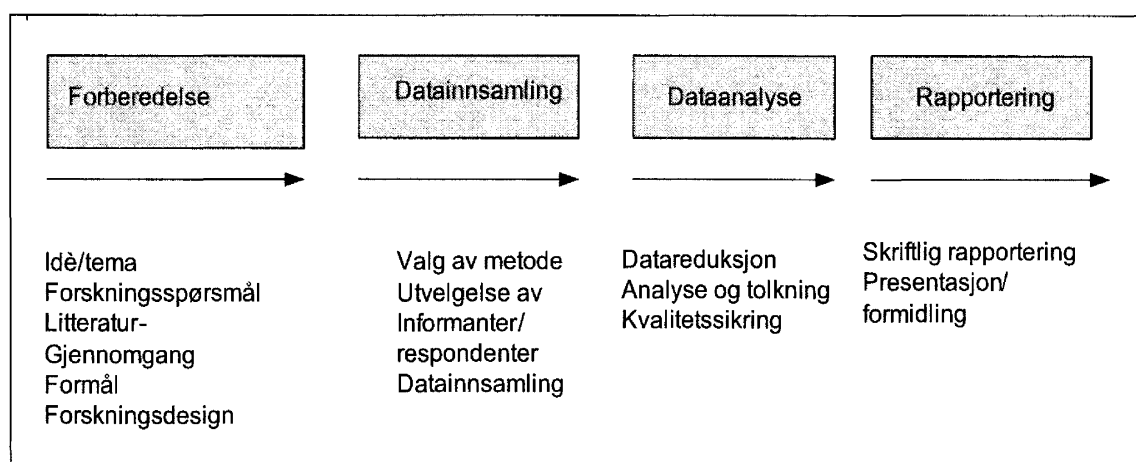 Forberedelse
Datainnsamling
Dataanalyse
Rapportering
Idè/tema
Forskningsspørsmål
Litteratur-
Gjennomgang
Formål
Forskningsdesign
Valg av metode
Utvelgelse av
Informanter/
respondenter
Datainnsamling
Datareduksjon
Analyse og tolkning
Kvalitetssikring
Skriftlig rapportering
Presentasjon/
formidling